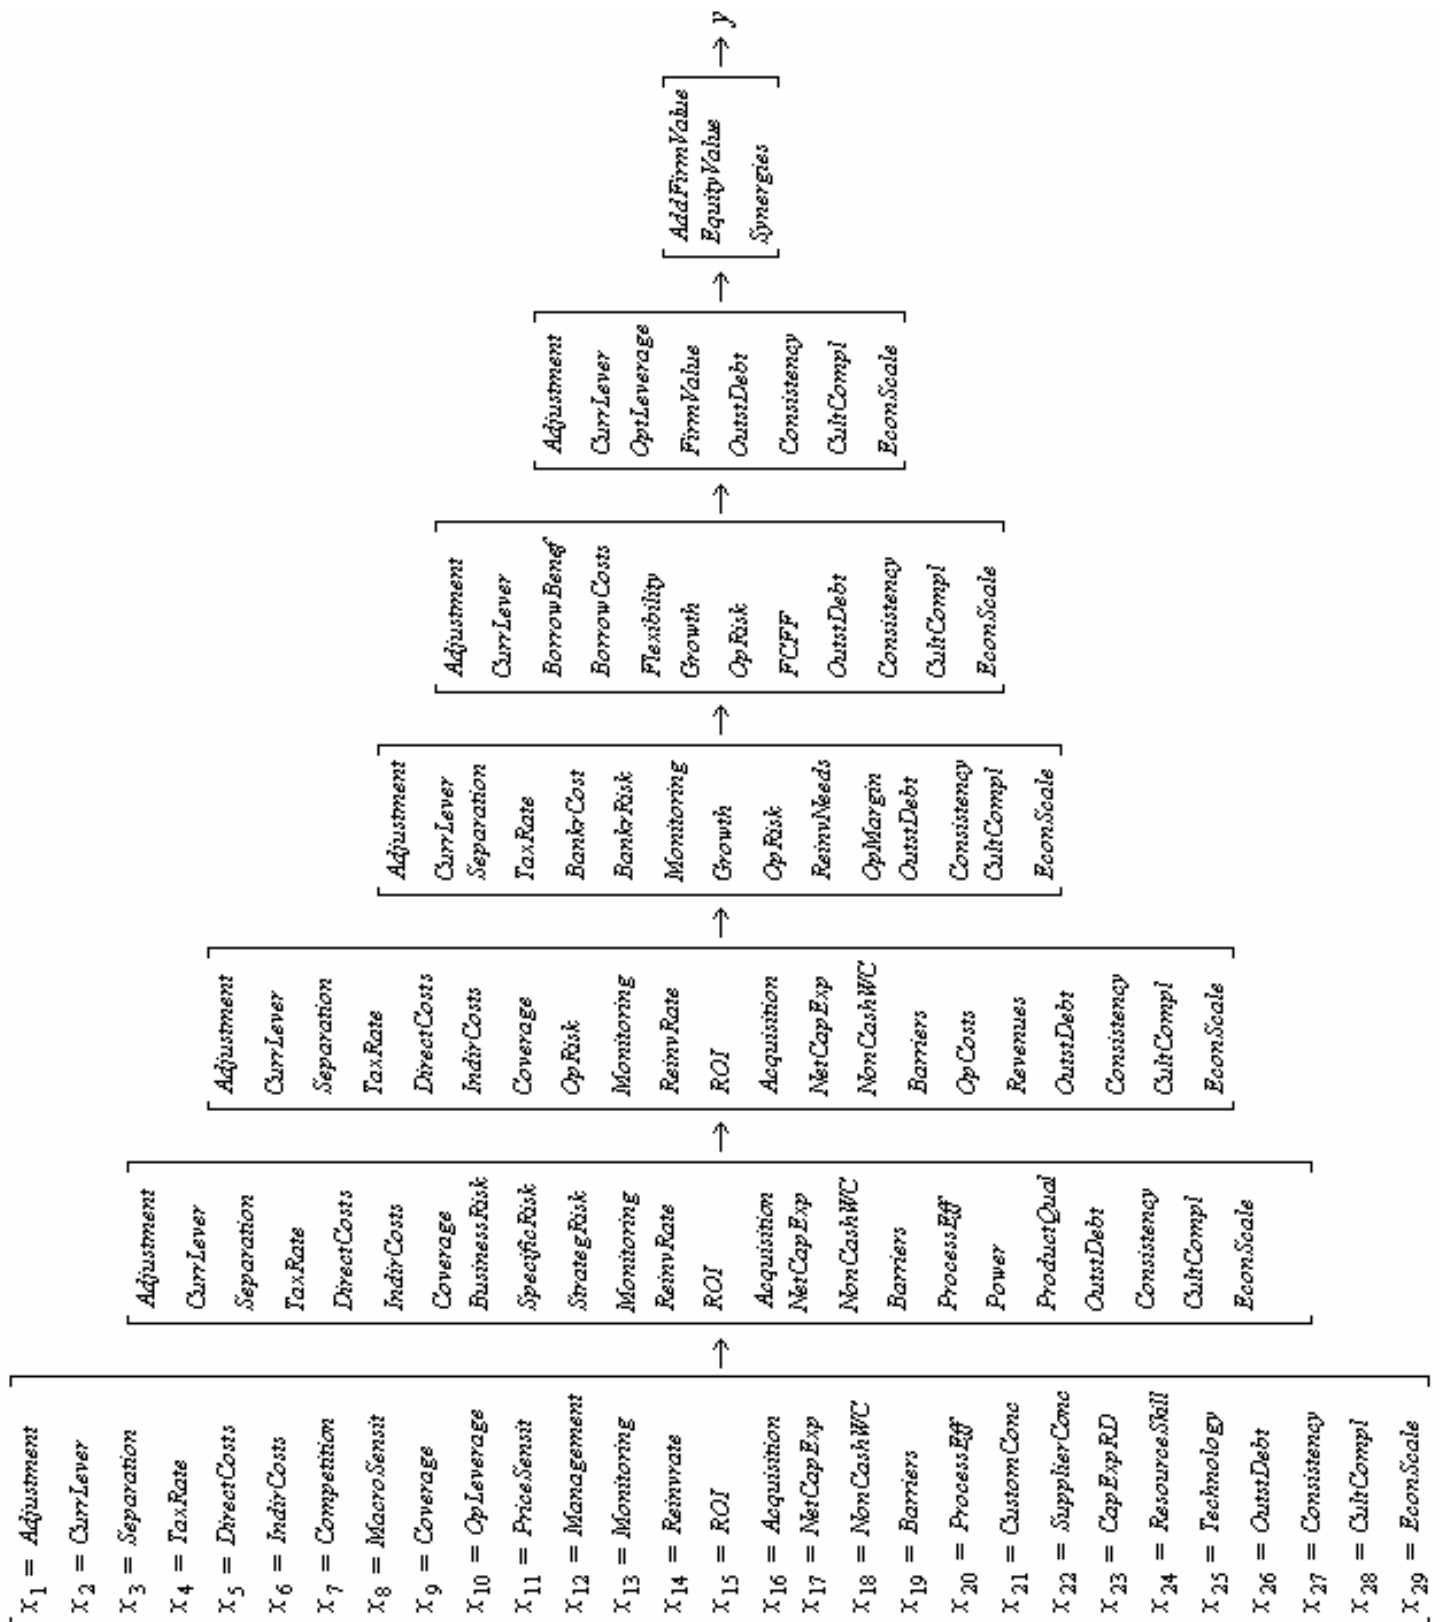 x1 = Adjustment
x2 = CurrLever
x3 = Separation
x4 = TaxRate
x5 = DirectCosts
x6 = IndirCosts
x7 = Competition
x8 = MacroSensit
x9 = Coverage
x10 = OpLeverage
x11 = PriceSensit
x12 = Management
x13 = Monitoring
x14 = Reinvrate
x15 = ROI
x16 = Acquisition
x17 = NetCapExp
x18 = NonCashWC
x19 = Barriers
x20 = ProcessEff
x21 = CustomConc
x22 = SupplierConc
x23 = CapExpRD
x24 = ResourceSkill
x25 = Technology
x26 = OutstDebt
x27 = Consistency
x28 = CultCompl
x29 = EconScale
→
Adjustment
CurrLever
Separation
TaxRate
DirectCosts
IndirCosts
Coverage
BusinessRisk
SpecificRisk
StrategRisk
Monitoring
ReinvRate
ROI
Acquisition
NetCapExp
NonCashWC
Barriers
ProcessEff
Power
ProductQual
OutstDebt
Consistency
CultCompl
EconScale
→
Adjustment
CurrLever
Separation
TaxRate
DirectCosts
IndirCosts
Coverage
OpRisk
Monitoring
ReinvRate
ROI
Acquisition
NetCapExp
NonCashWC
Barriers
OpCosts
Revenues
OutstDebt
Consistency
CultCompl
EconScale
→
Adjustment
CurrLever
Separation
TaxRate
BankrCost
BankrRisk
Monitoring
Growth
OpRisk
ReinvNeeds
OpMargin
OutstDebt
Consistency
CultCompl
EconScale
→
Adjustment
CurrLever
BorrowBenef
BorrowCosts
Flexibility
Growth
OpRisk
FCFF
OutstDebt
Consistency
CultCompl
EconScale
→
Adjustment
CurrLever
OptLeverage
FirmValue
OutstDebt
Consistency
CultCompl
EconScale
→
AddFirmValue
EquityValue
Synergies
→ y